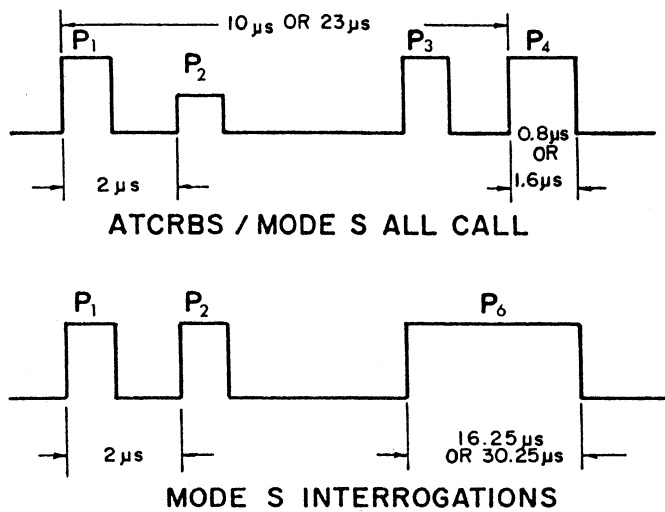 10 µs OR 23 µs
P₁ P₂ P₃ P₄
0.8 µs
OR
1.6 µs
2 µs
ATCRBS / MODE S ALL CALL
P₁ P₂ P₆
2 µs
16.25 µs
OR 30.25 µs
MODE S INTERROGATIONS